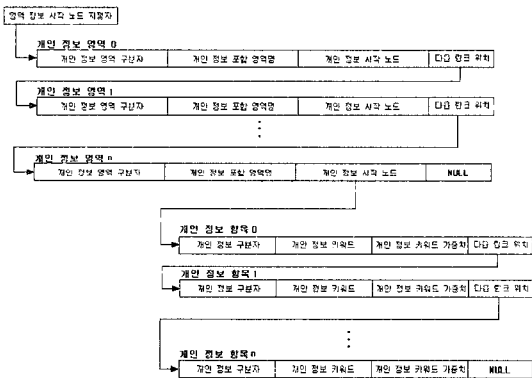 영역 정보 시작 노드 지정자
개인 정보 영역 0
개인 정보 영역 구분자 개인 정보 포함 영역명 개인 정보 시작 노드 다음 링크 위치
개인 정보 영역 1
개인 정보 영역 구분자 개인 정보 포함 영역명 개인 정보 시작 노드 다음 링크 위치
개인 정보 영역 n
개인 정보 영역 구분자 개인 정보 포함 영역명 개인 정보 시작 노드 NULL
개인 정보 항목 0
개인 정보 구분자 개인 정보 키워드 개인 정보 키워드 가중치 다음 링크 위치
개인 정보 항목 1
개인 정보 구분자 개인 정보 키워드 개인 정보 키워드 가중치 다음 링크 위치
개인 정보 항목 n
개인 정보 구분자 개인 정보 키워드 개인 정보 키워드 가중치 NULL